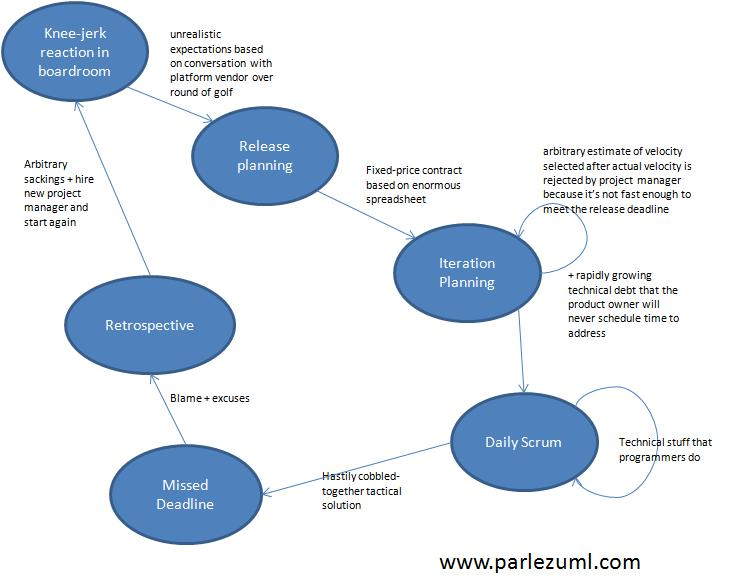 Knee-jerk
reaction in
boardroom
unrealistic
expectations based
on conversation with
platform vendor over
round of golf
Release
planning
Fixed-price contract
based on enormous
spreadsheet
arbitrary estimate of velocity
selected after actual velocity is
rejected by project manager
because it's not fast enough to
meet the release deadline
Iteration
Planning
+ rapidly growing
technical debt that the
product owner will
never schedule time to
address
Daily Scrum
Technical stuff that
programmers do
Hastily cobbled-
together tactical
solution
Missed
Deadline
Blame + excuses
Retrospective
Arbitrary
sackings + hire
new project
manager and
start again
www.parlezuml.com